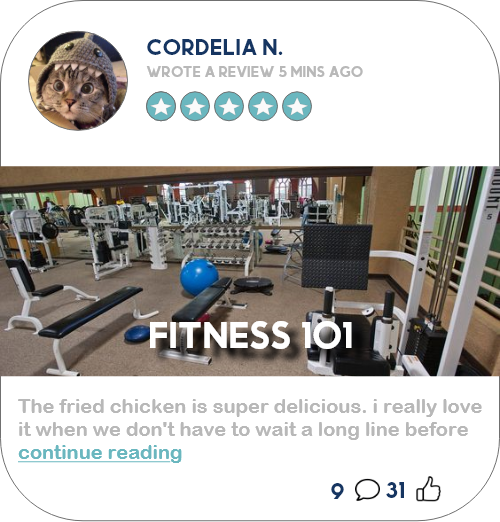 CORDELIA N.
WROTE A REVIEW 5 MINS AGO
FITNESS 101
The fried chicken is super delicious. i really love
it when we don't have to wait a long line before
continue reading
9 31